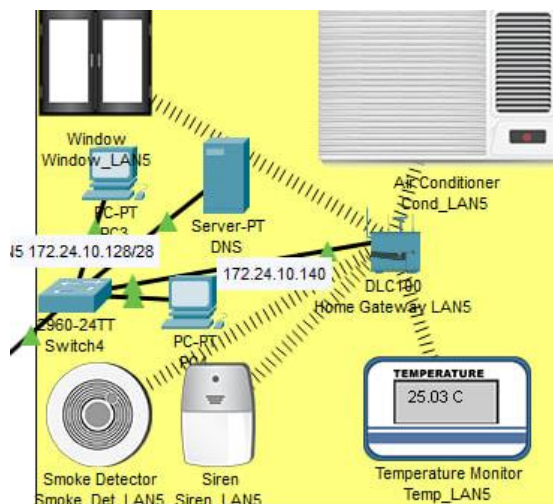 Window
Window_LAN5
Air Conditioner
Cond_LAN5
PC-PT
PC3
Server-PT
DNS
N5 172.24.10.128/28
172.24.10.140
DLC100
Home Gateway LAN5
2960-24TT
Switch4
PC-PT
PC4
TEMPERATURE
25.03 C
Smoke Detector
Smoke_Det_LAN5
Siren
Siren_LAN5
Temperature Monitor
Temp_LAN5